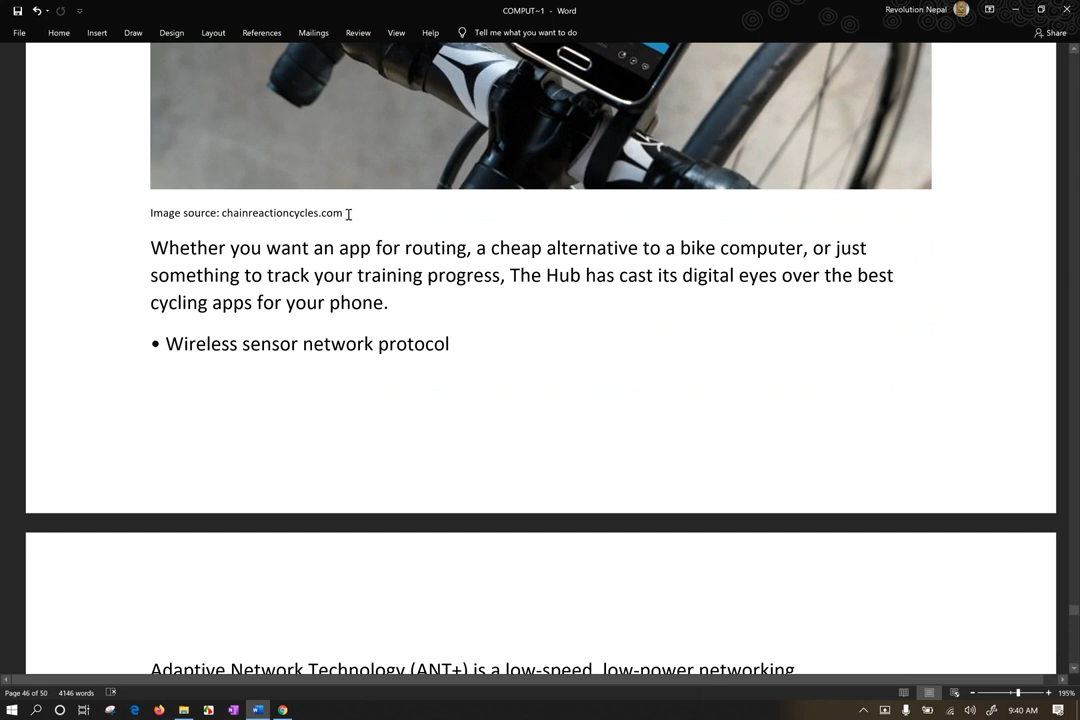 COMPUT~1 - Word
Revolution Nepal
File Home Insert Draw Design Layout References Mailings Review View Help Tell me what you want to do Share
Image source: chainreactioncycles.com
Whether you want an app for routing, a cheap alternative to a bike computer, or just
something to track your training progress, The Hub has cast its digital eyes over the best
cycling apps for your phone.
• Wireless sensor network protocol
Adaptive Network Technology (ANT+) is a low-speed, low-power networking
Page 46 of 50 4146 words 195%
9:40 AM